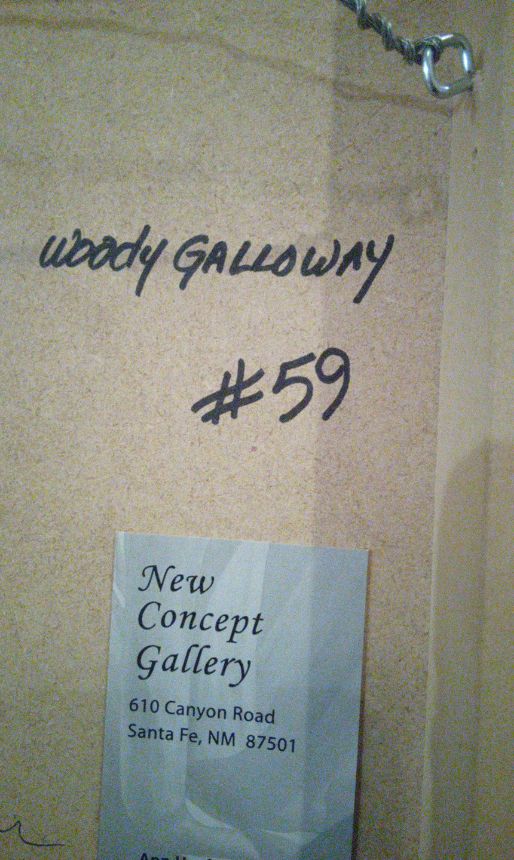 Woody GALLOWAY
#59
New
Concept
Gallery
610 Canyon Road
Santa Fe, NM 87501